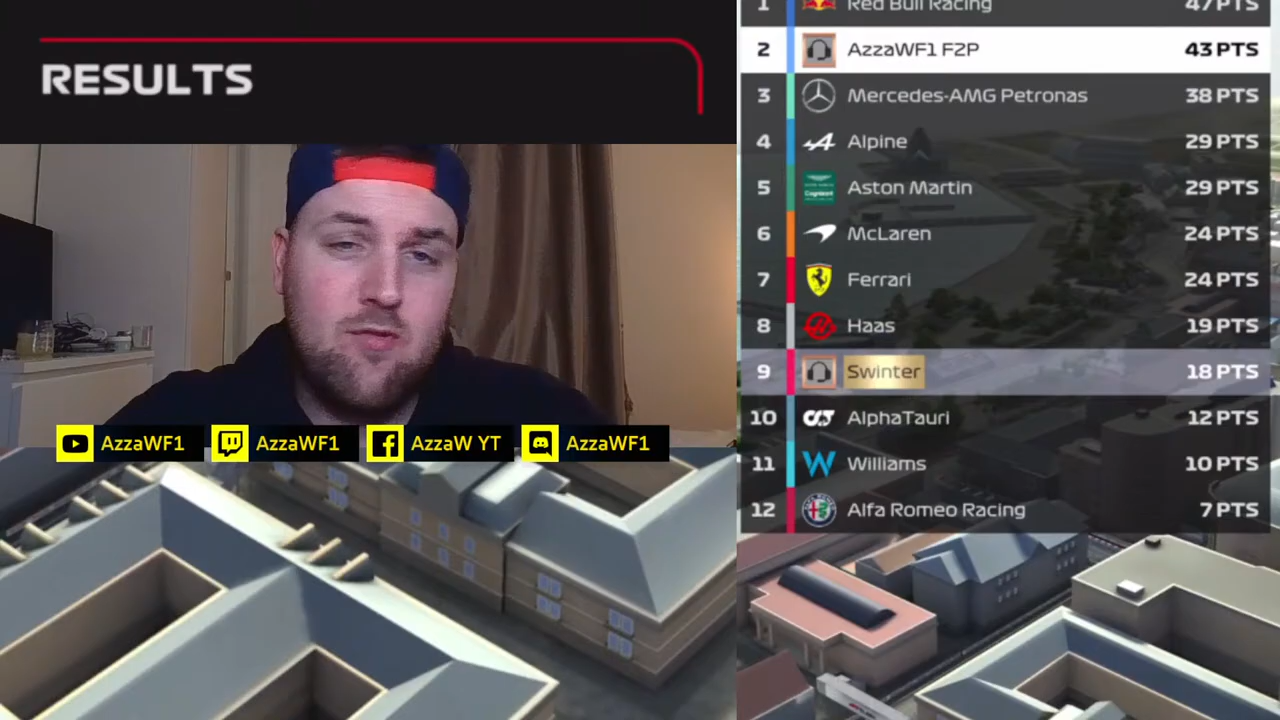 RESULTS
1 Red Bull Racing 47 PTS
2 AzzaWF1 F2P 43 PTS
3 Mercedes-AMG Petronas 38 PTS
4 Alpine 29 PTS
5 Aston Martin 29 PTS
6 McLaren 24 PTS
7 Ferrari 24 PTS
8 Haas 19 PTS
9 Swinter 18 PTS
10 AlphaTauri 12 PTS
11 Williams 10 PTS
12 Alfa Romeo Racing 7 PTS
AzzaWF1 AzzaWF1 AzzaW YT AzzaWF1